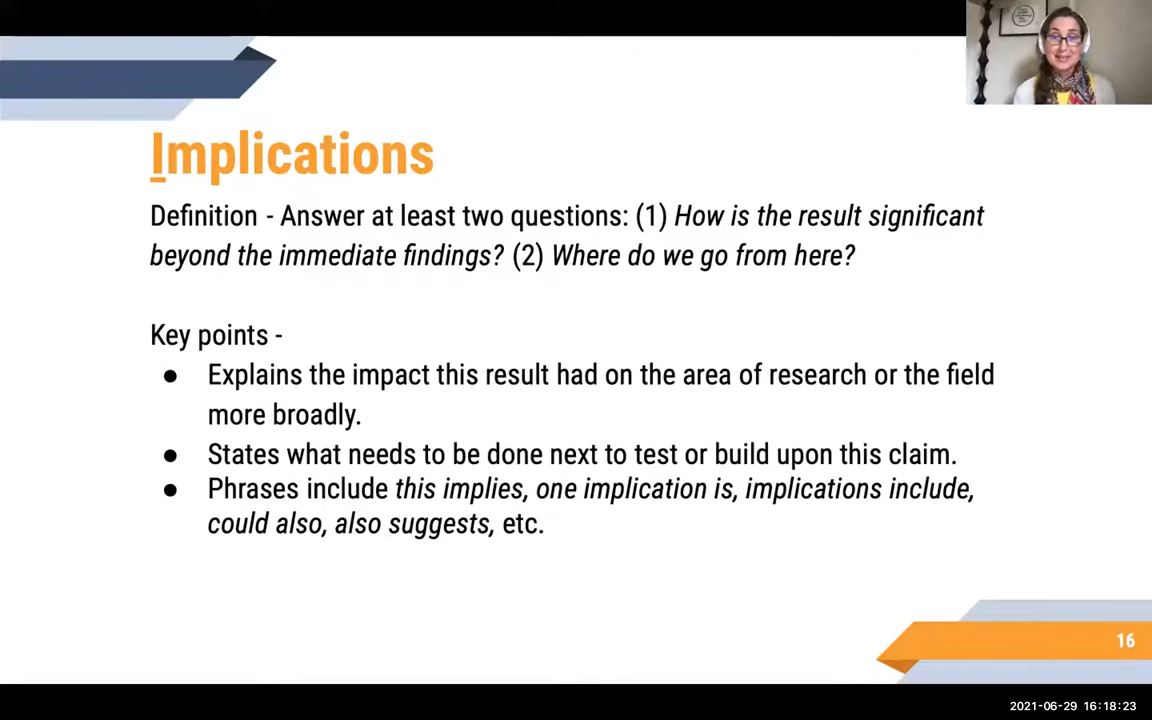 Implications
Definition - Answer at least two questions: (1) How is the result significant
beyond the immediate findings? (2) Where do we go from here?
Key points -
● Explains the impact this result had on the area of research or the field
more broadly.
● States what needs to be done next to test or build upon this claim.
● Phrases include this implies, one implication is, implications include,
could also, also suggests, etc.
16
2021-06-29 16:18:23